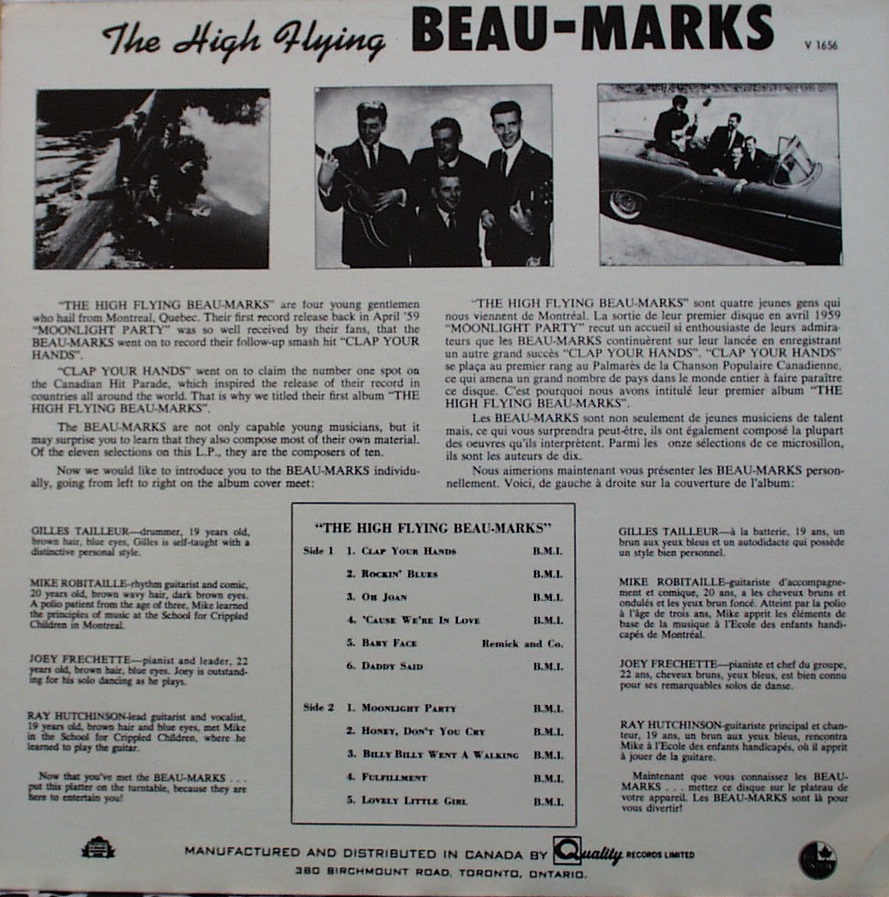 The High Flying BEAU-MARKS
V 1656
"THE HIGH FLYING BEAU-MARKS" are four young gentlemen
who hail from Montreal, Quebec. Their first record release back in April '59
"MOONLIGHT PARTY" was so well received by their fans, that the
BEAU-MARKS went on to record their follow-up smash hit "CLAP YOUR
HANDS".
"CLAP YOUR HANDS" went on to claim the number one spot on
the Canadian Hit Parade, which inspired the release of their record in
countries all around the world. That is why we titled their first album "THE
HIGH FLYING BEAU-MARKS".
The BEAU-MARKS are not only capable young musicians, but it
may surprise you to learn that they also compose most of their own material.
Of the eleven selections on this L.P., they are the composers of ten.
Now we would like to introduce you to the BEAU-MARKS individu-
ally, going from left to right on the album cover meet:
"THE HIGH FLYING BEAU-MARKS" sont quatre jeunes gens qui
nous viennent de Montréal. La sortie de leur premier disque en avril 1959
"MOONLIGHT PARTY" recut un accueil si enthousiaste de leurs admira-
teurs que les BEAU-MARKS continuèrent sur leur lancée en enregistrant
un autre grand succès "CLAP YOUR HANDS". "CLAP YOUR HANDS"
se plaça au premier rang au Palmarès de la Chanson Populaire Canadienne,
ce qui amena un grand nombre de pays dans le monde entier à faire paraître
ce disque. C'est pourquoi nous avons intitulé leur premier album "THE
HIGH FLYING BEAU-MARKS".
Les BEAU-MARKS sont non seulement de jeunes musiciens de talent
mais, ce qui vous surprendra peut-être, ils ont également composé la plupart
des oeuvres qu'ils interprètent. Parmi les onze sélections de ce microsillon,
ils sont les auteurs de dix.
Nous aimerions maintenant vous présenter les BEAU-MARKS person-
nellement. Voici, de gauche à droite sur la couverture de l'album:
GILLES TAILLEUR—drummer, 19 years old,
brown hair, blue eyes, Gilles is self-taught with a
distinctive personal style.
MIKE ROBITAILLE-rhythm guitarist and comic,
20 years old, brown wavy hair, dark brown eyes.
A polio patient from the age of three, Mike learned
the principles of music at the School for Crippled
Children in Montreal.
JOEY FRECHETTE—pianist and leader, 22
years old, brown hair, blue eyes. Joey is outstand-
ing for his solo dancing as he plays.
RAY HUTCHINSON-lead guitarist and vocalist,
19 years old, brown hair and blue eyes, met Mike
in the School for Crippled Children, where he
learned to play the guitar.
Now that you've met the BEAU-MARKS . . .
put this platter on the turntable, because they are
here to entertain you!
"THE HIGH FLYING BEAU-MARKS"
Side 1 1. CLAP YOUR HANDS B.M.I.
2. ROCKIN' BLUES B.M.I.
3. OH JOAN B.M.I.
4. 'CAUSE WE'RE IN LOVE B.M.I.
5. BABY FACE Remick and Co.
6. DADDY SAID B.M.I.
Side 2 1. MOONLIGHT PARTY B.M.I.
2. HONEY, DON'T YOU CRY B.M.I.
3. BILLY BILLY WENT A WALKING B.M.I.
4. FULFILLMENT B.M.I.
5. LOVELY LITTLE GIRL B.M.I.
GILLES TAILLEUR—à la batterie, 19 ans, un
brun aux yeux bleus et un autodidacte qui possède
un style bien personnel.
MIKE ROBITAILLE-guitariste d'accompagne-
ment et comique, 20 ans, a les cheveux bruns et
ondulés et les yeux brun foncé. Atteint par la polio
à l'âge de trois ans, Mike apprit les éléments de
base de la musique à l'Ecole des enfants handi-
capés de Montréal.
JOEY FRECHETTE—pianiste et chef du groupe,
22 ans, cheveux bruns, yeux bleus, est bien connu
pour ses remarquables solos de danse.
RAY HUTCHINSON-guitariste principal et chan-
teur, 19 ans, un brun aux yeux bleus, rencontra
Mike à l'Ecole des enfants handicapés, où il apprit
à jouer de la guitare.
Maintenant que vous connaissez les BEAU-
MARKS . . . mettez ce disque sur le plateau de
votre appareil. Les BEAU-MARKS sont là pour
vous divertir!
MANUFACTURED AND DISTRIBUTED IN CANADA BY Quality RECORDS LIMITED
380 BIRCHMOUNT ROAD, TORONTO, ONTARIO.